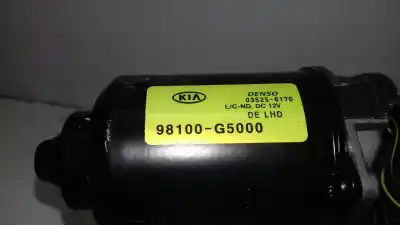 KIA
DENSO
03525-6170
L/C-NO. DC 12V
DE LHD
98100-G5000